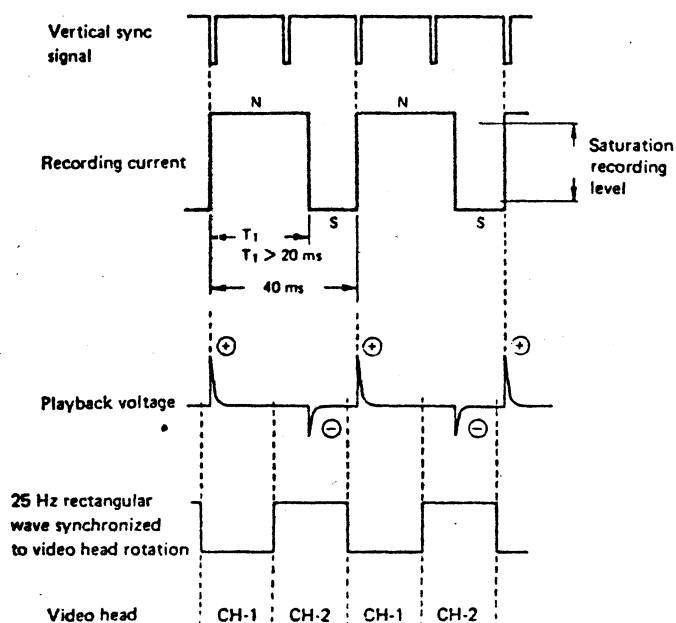 Vertical sync
signal
N
N
Recording current
Saturation
recording
level
S
S
T1
T1 > 20 ms
40 ms
+
+
+
Playback voltage
−
−
25 Hz rectangular
wave synchronized
to video head rotation
Video head
CH-1
CH-2
CH-1
CH-2